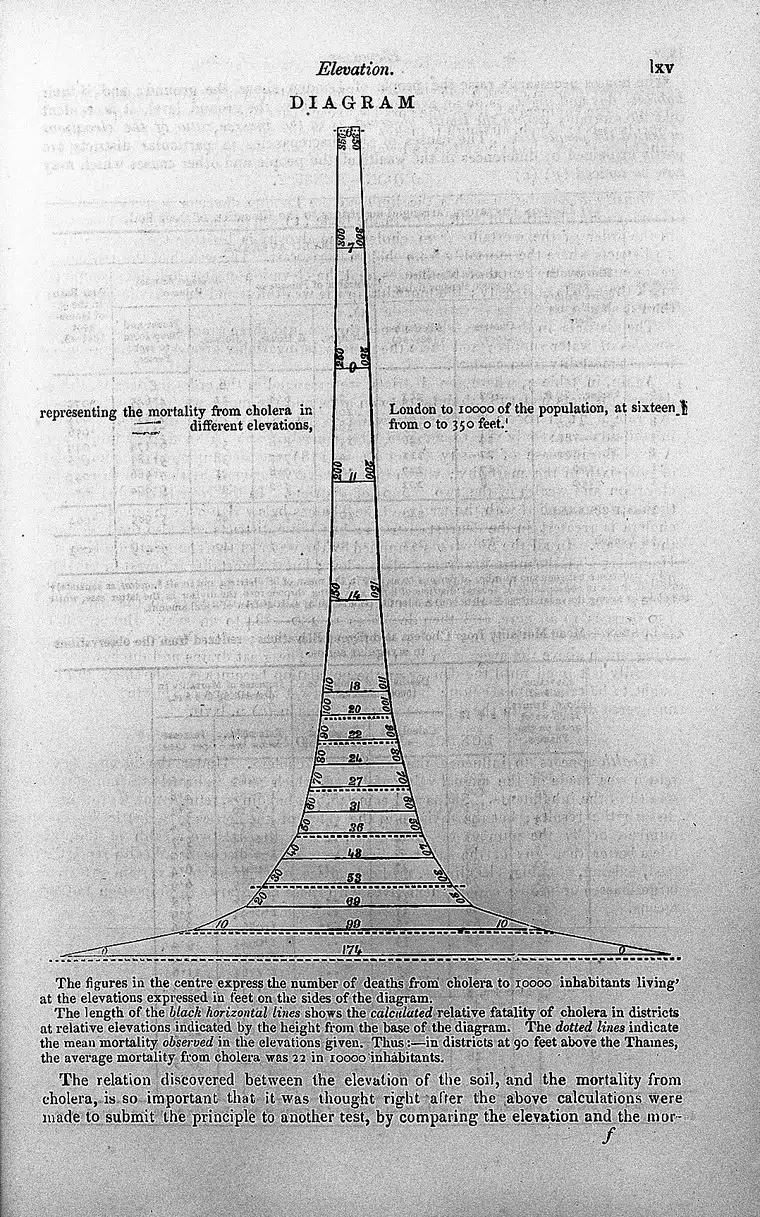 Elevation. lxv
DIAGRAM
6
350 350
300 7 300
250 9 250
representing the mortality from cholera in London to 10000 of the population, at sixteen
different elevations, from 0 to 350 feet.
200 11 200
150 14 150
110 18 110
100 20 100
90 22 90
80 24 80
70 27 70
60 31 60
50 36 50
40 43 40
30 53 30
20 69 20
10 99 10
0 174 0
The figures in the centre express the number of deaths from cholera to 10000 inhabitants living
at the elevations expressed in feet on the sides of the diagram.
The length of the black horizontal lines shows the calculated relative fatality of cholera in districts
at relative elevations indicated by the height from the base of the diagram. The dotted lines indicate
the mean mortality observed in the elevations given. Thus:—in districts at 90 feet above the Thames,
the average mortality from cholera was 22 in 10000 inhabitants.
The relation discovered between the elevation of the soil, and the mortality from
cholera, is so important that it was thought right after the above calculations were
made to submit the principle to another test, by comparing the elevation and the mor-
f